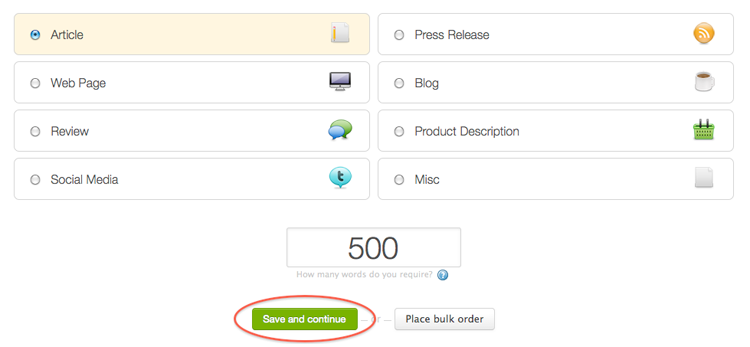 Article
Press Release
Web Page
Blog
Review
Product Description
Social Media
Misc
500
How many words do you require? ?
Save and continue — or — Place bulk order